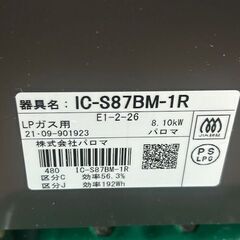 器具名: IC-S87BM-1R
E1-2-26
LPガス用 8.10kW
21・09-901923 パロマ
株式会社パロマ
PS
LPG
480 IC-S87BM-1R
区分C 効率56.3%
区分J 効率192Wh